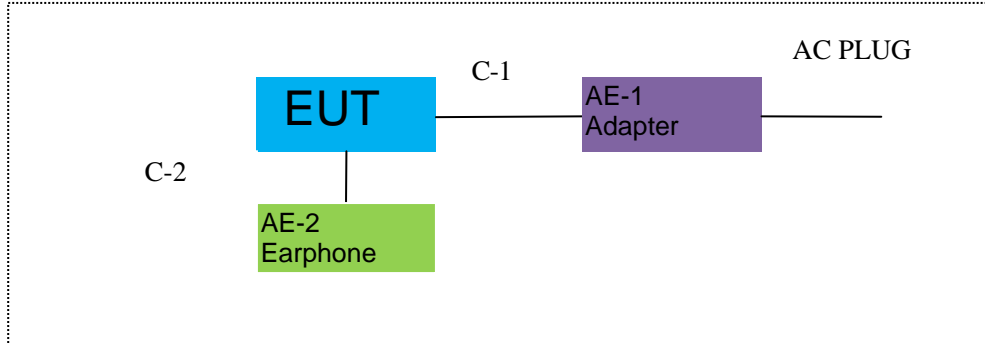 AC PLUG
C-1
EUT
AE-1
Adapter
C-2
AE-2
Earphone